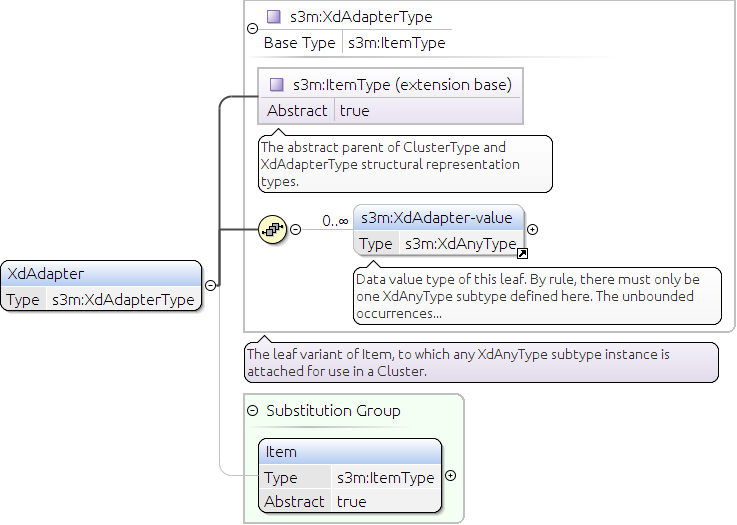 s3m:XdAdapterType
Base Type s3m:ItemType
s3m:ItemType (extension base)
Abstract true
The abstract parent of ClusterType and
XdAdapterType structural representation
types.
0..∞
s3m:XdAdapter-value
Type s3m:XdAnyType
Data value type of this leaf. By rule, there must only be
one XdAnyType subtype defined here. The unbounded
occurrences...
XdAdapter
Type s3m:XdAdapterType
The leaf variant of Item, to which any XdAnyType subtype instance is
attached for use in a Cluster.
Substitution Group
Item
Type s3m:ItemType
Abstract true